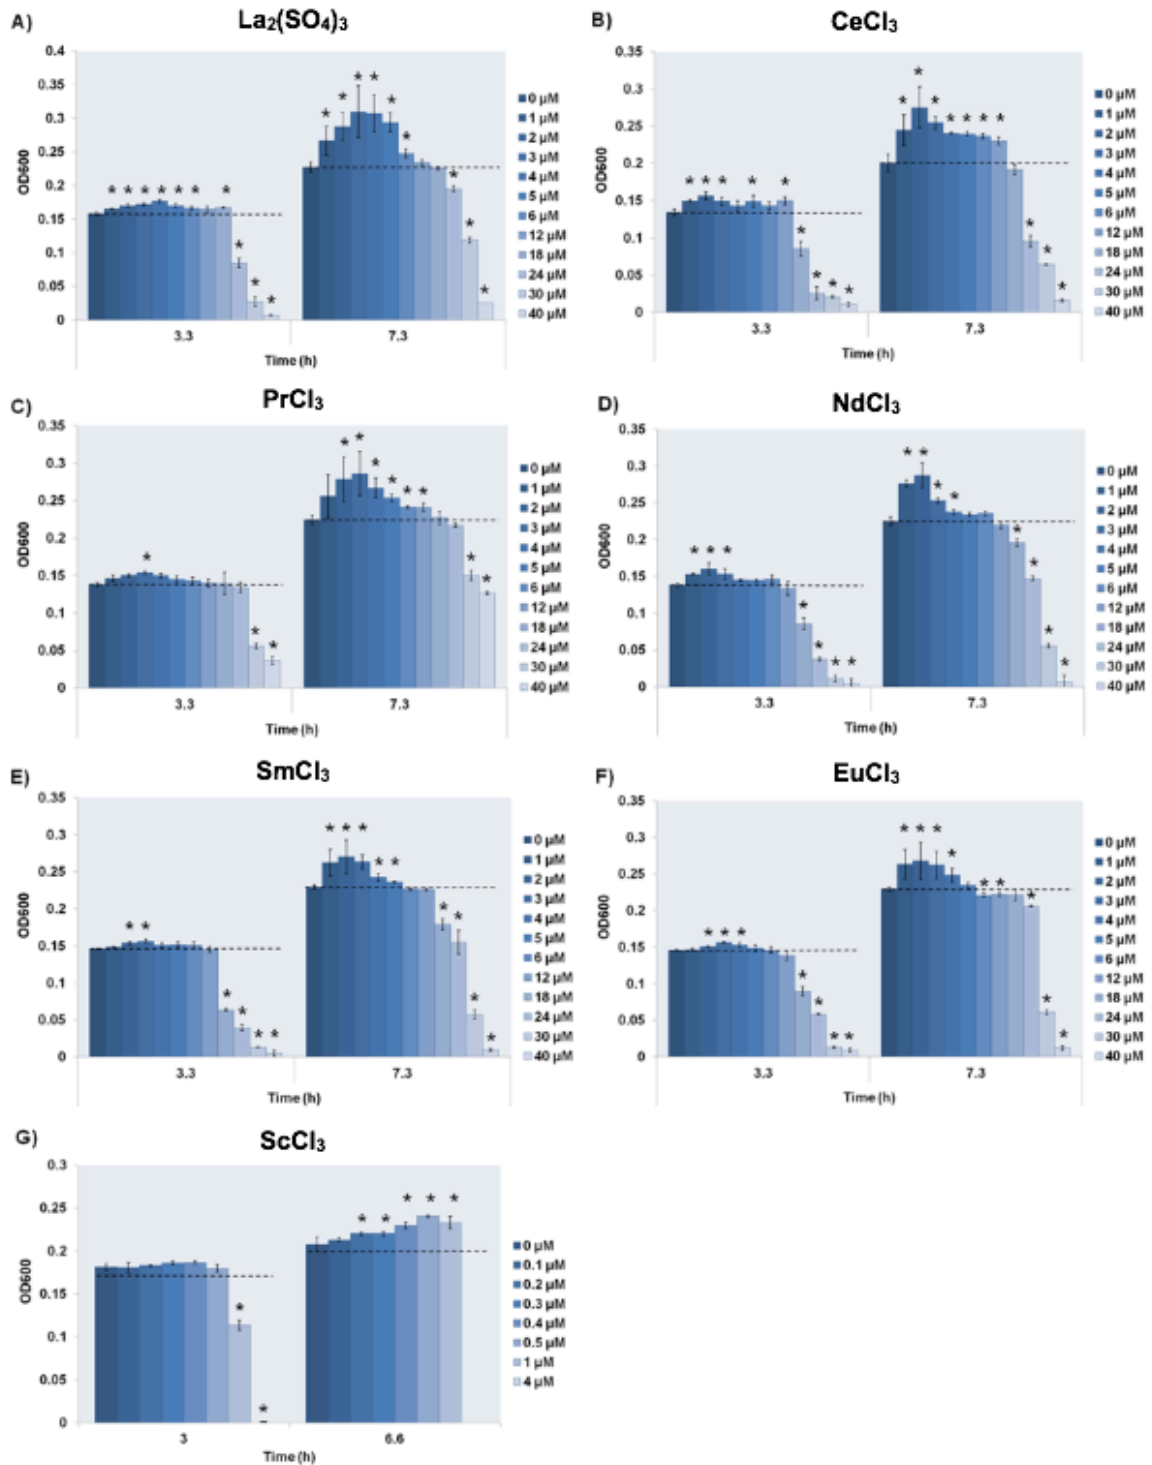 A)
La₂(SO₄)₃
0.4
0.35
0.3
0.25
0.2
0.15
0.1
0.05
0
OD600
* * * * * * * * * *
* * * * * * * * *
3.3
7.3
Time (h)
0 µM
1 µM
2 µM
3 µM
4 µM
5 µM
6 µM
12 µM
18 µM
24 µM
30 µM
40 µM
B)
CeCl₃
0.35
0.3
0.25
0.2
0.15
0.1
0.05
0
OD600
* * * * * * * * *
* * * * * * * * * *
3.3
7.3
Time (h)
0 µM
1 µM
2 µM
3 µM
4 µM
5 µM
6 µM
12 µM
18 µM
24 µM
30 µM
40 µM
C)
PrCl₃
0.35
0.3
0.25
0.2
0.15
0.1
0.05
0
OD600
* * *
* * * * * * * *
3.3
7.3
Time (h)
0 µM
1 µM
2 µM
3 µM
4 µM
5 µM
6 µM
12 µM
18 µM
24 µM
30 µM
40 µM
D)
NdCl₃
0.35
0.3
0.25
0.2
0.15
0.1
0.05
0
OD600
* * * * * * *
* * * * * * * *
3.3
7.3
Time (h)
0 µM
1 µM
2 µM
3 µM
4 µM
5 µM
6 µM
12 µM
18 µM
24 µM
30 µM
40 µM
E)
SmCl₃
0.35
0.3
0.25
0.2
0.15
0.1
0.05
0
OD600
* * * * * *
* * * * * * * * *
3.3
7.3
Time (h)
0 µM
1 µM
2 µM
3 µM
4 µM
5 µM
6 µM
12 µM
18 µM
24 µM
30 µM
40 µM
F)
EuCl₃
0.35
0.3
0.25
0.2
0.15
0.1
0.05
0
OD600
* * * * * * *
* * * * * * * * *
3.3
7.3
Time (h)
0 µM
1 µM
2 µM
3 µM
4 µM
5 µM
6 µM
12 µM
18 µM
24 µM
30 µM
40 µM
G)
ScCl₃
0.3
0.25
0.2
0.15
0.1
0.05
0
OD600
* *
* * * * *
3
6.6
Time (h)
0 µM
0.1 µM
0.2 µM
0.3 µM
0.4 µM
0.5 µM
1 µM
4 µM